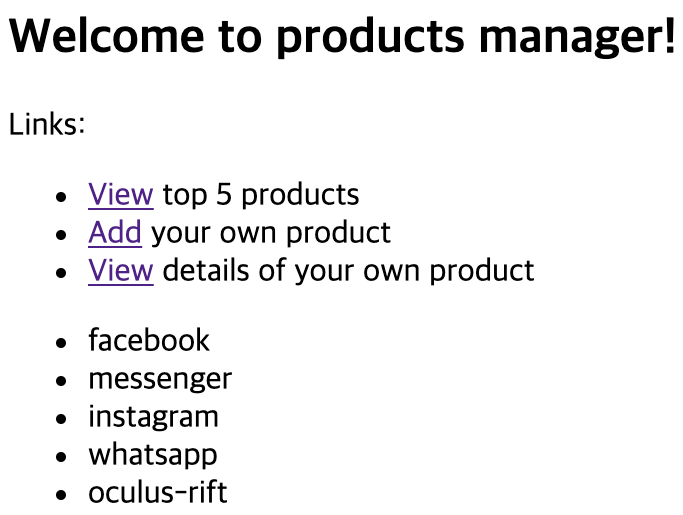 Welcome to products manager!
Links:
View top 5 products
Add your own product
View details of your own product
facebook
messenger
instagram
whatsapp
oculus-rift